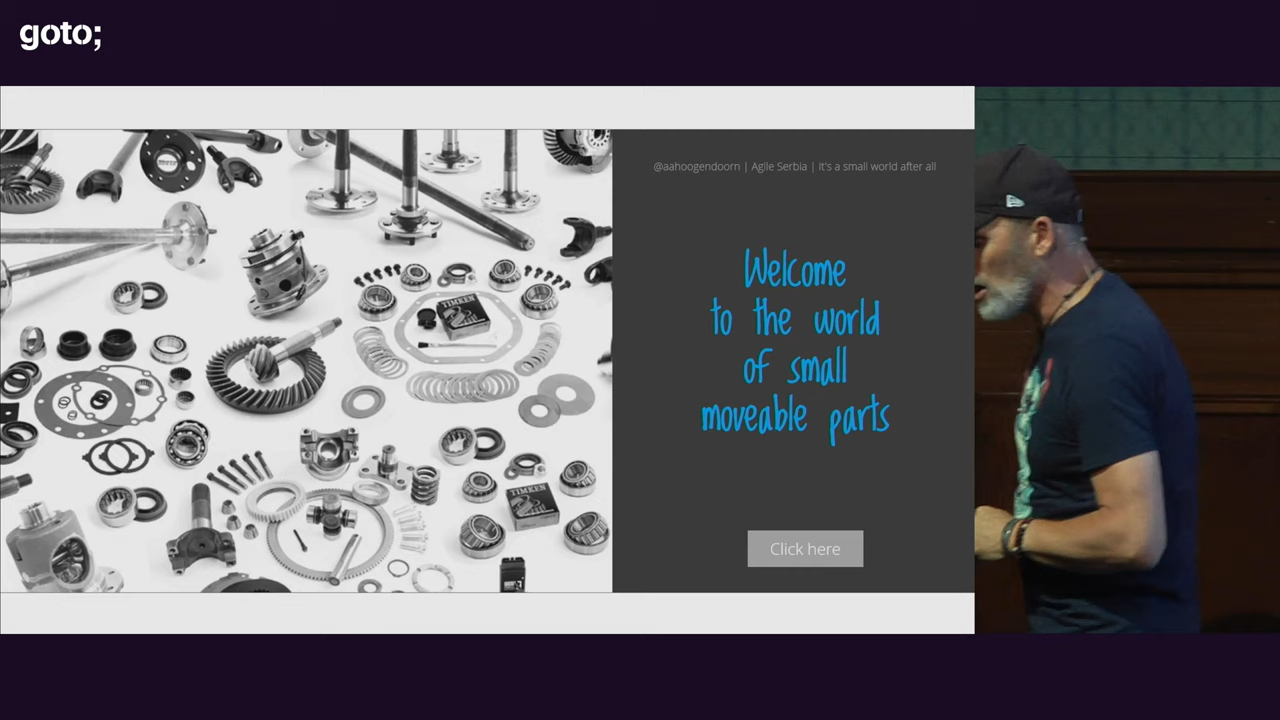 goto;
@aahoogendoorn | Agile Serbia | It's a small world after all
Welcome
to the world
of small
moveable parts
TIMKEN
TIMKEN
Click here